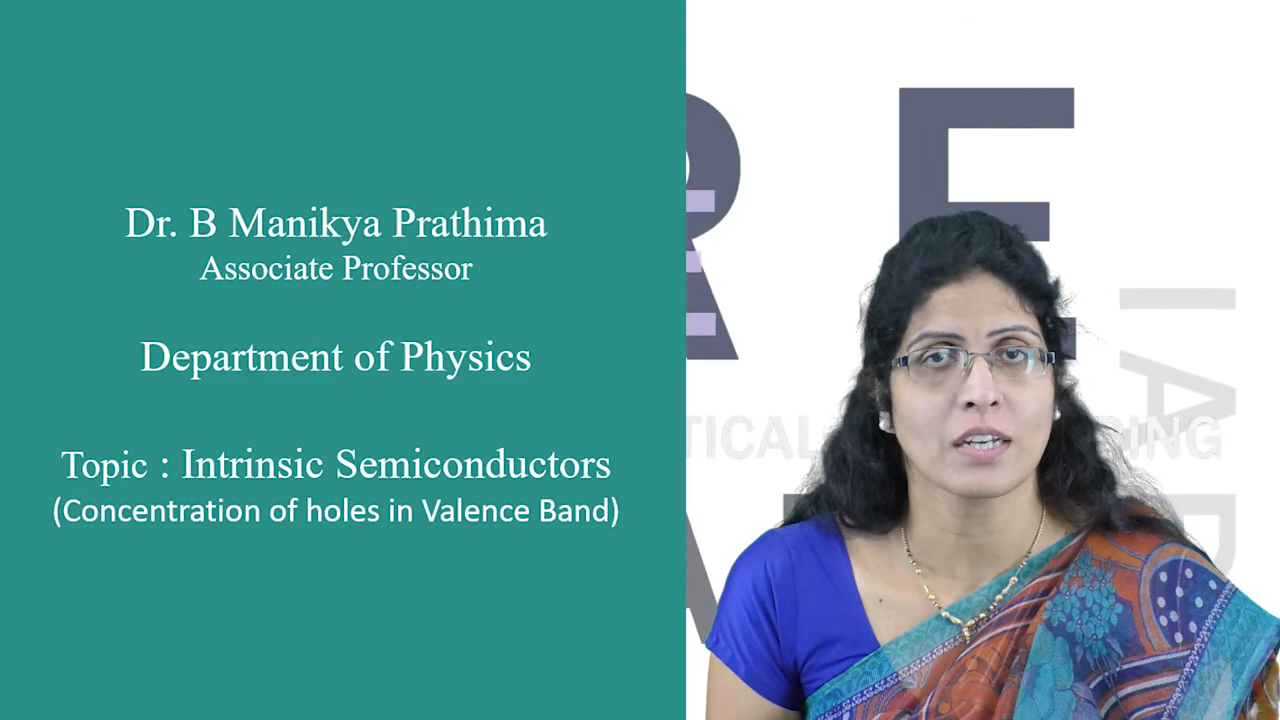 Dr. B Manikya Prathima
Associate Professor
Department of Physics
Topic : Intrinsic Semiconductors
(Concentration of holes in Valence Band)